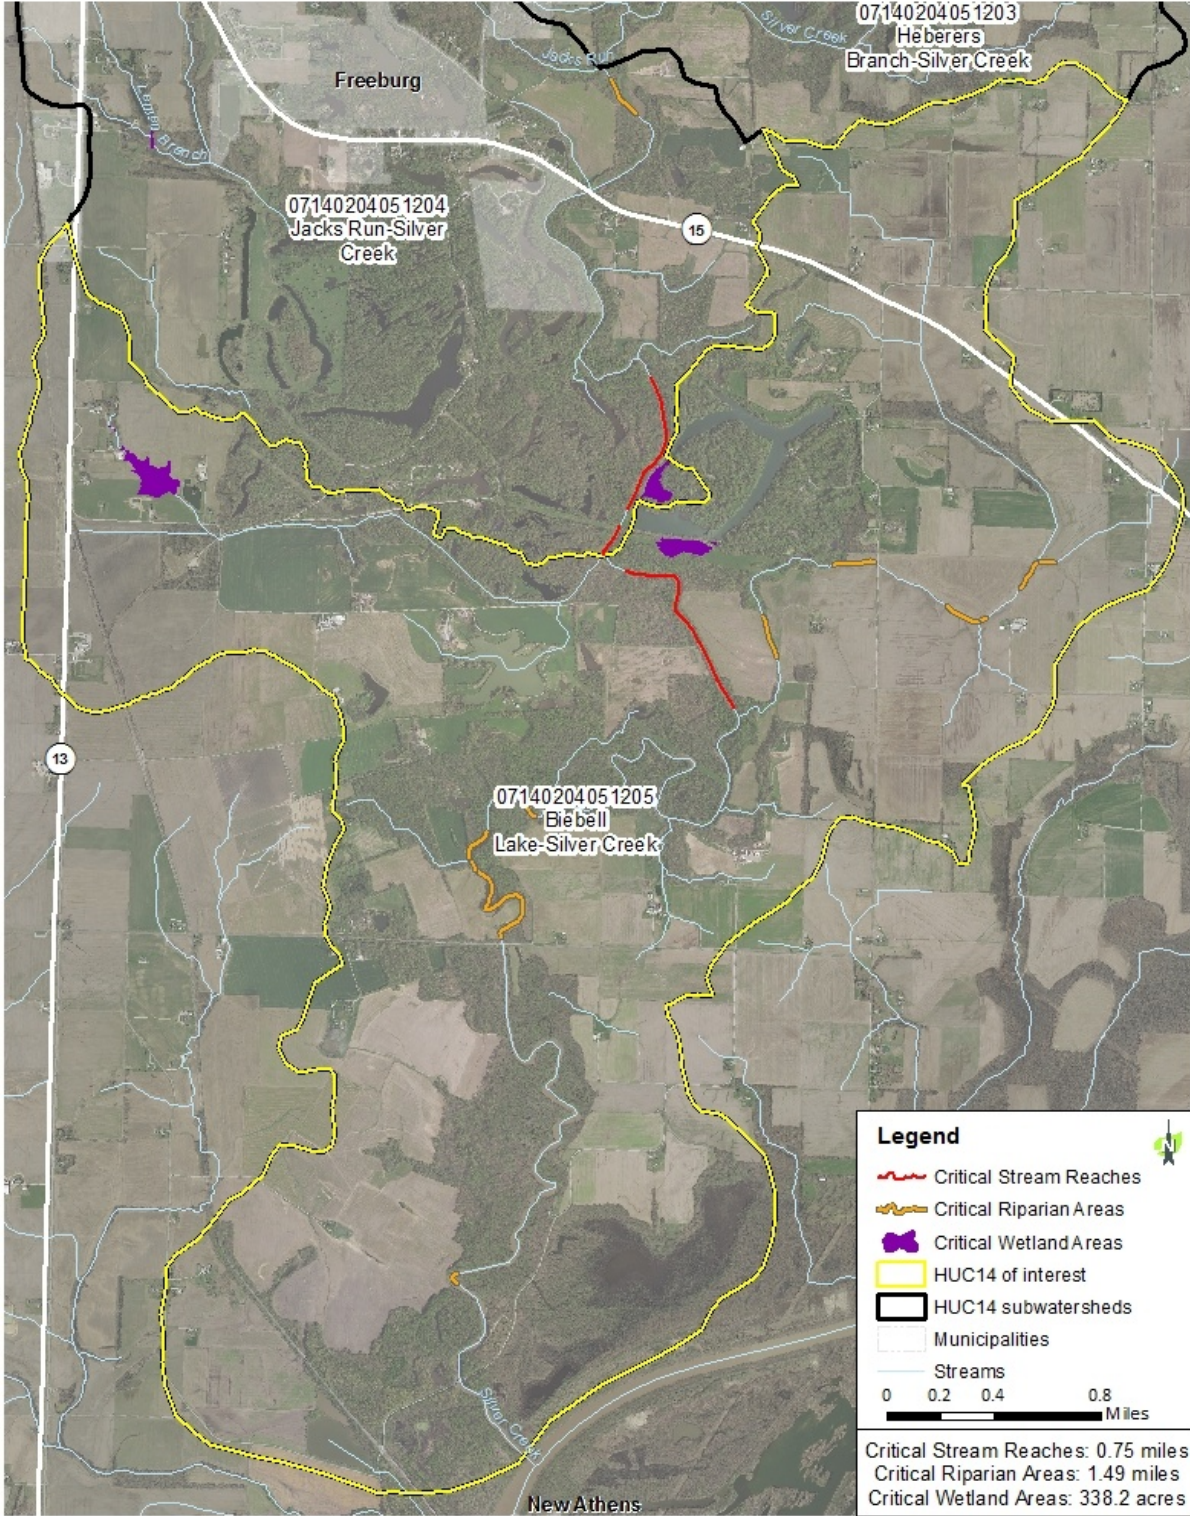 07140204051203
Heberers
Branch-Silver Creek
Silver Creek
Jacks Run
Freeburg
Lemen Branch
07140204051204
Jacks Run-Silver
Creek
15
13
07140204051205
Biebell
Lake-Silver Creek
Silver Creek
New Athens
Legend
N
Critical Stream Reaches
Critical Riparian Areas
Critical Wetland Areas
HUC14 of interest
HUC14 subwatersheds
Municipalities
Streams
0 0.2 0.4 0.8
Miles
Critical Stream Reaches: 0.75 miles
Critical Riparian Areas: 1.49 miles
Critical Wetland Areas: 338.2 acres